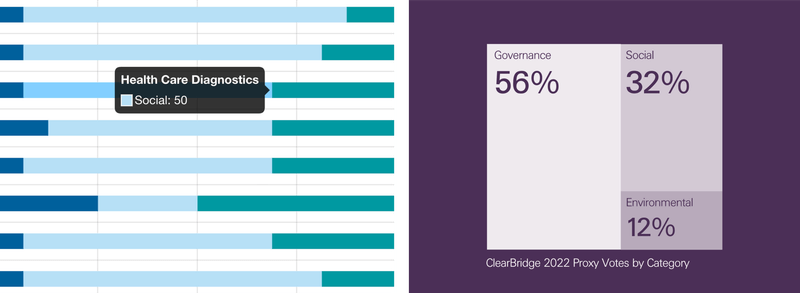 Health Care Diagnostics
Social: 50
Governance
56%
Social
32%
Environmental
12%
ClearBridge 2022 Proxy Votes by Category